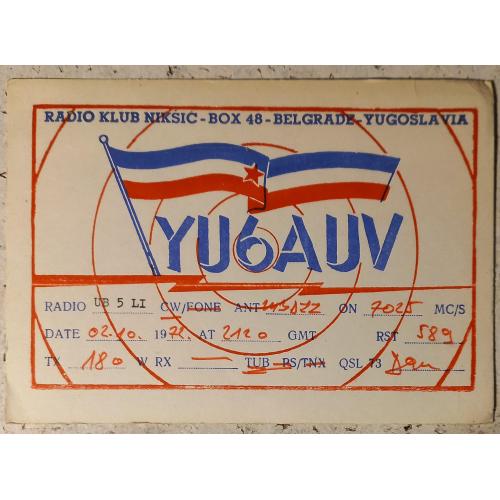 RADIO KLUB NIKSIC - BOX 48 - BELGRADE - YUGOSLAVIA
YU6AUV
RADIO UB 5 LI CW/FONE ANT ON 7025 MC/S
DATE 02.10. 1972. AT 2120 GMT RST 589
TX 180 W RX — TUB PS/TNX QSL 73